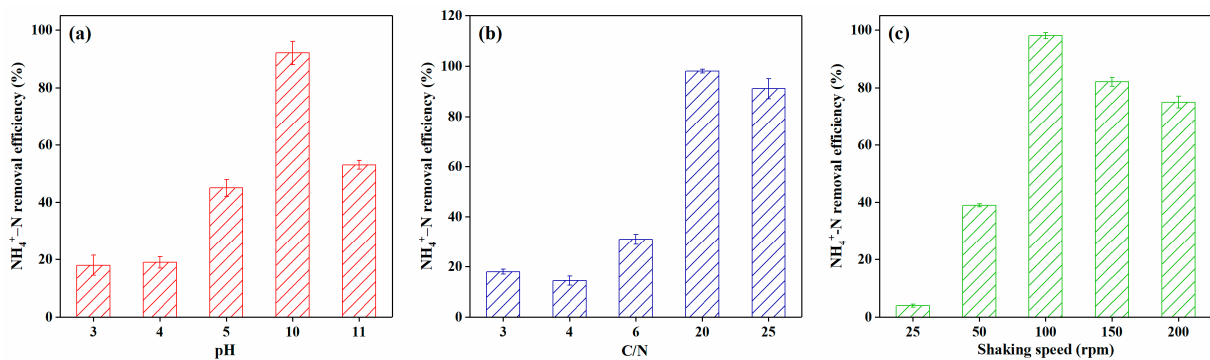 (a)
NH₄⁺−N removal efficiency (%)
100
80
60
40
20
0
3 4 5 10 11
pH
(b)
NH₄⁺−N removal efficiency (%)
120
100
80
60
40
20
0
3 4 6 20 25
C/N
(c)
NH₄⁺-N removal efficiency (%)
100
80
60
40
20
0
25 50 100 150 200
Shaking speed (rpm)